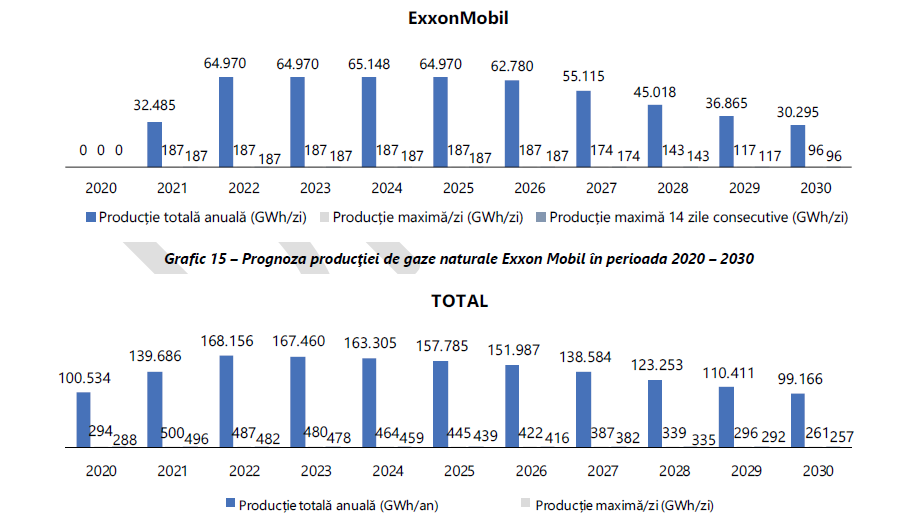 ExxonMobil
64.970 64.970 65.148 64.970 62.780
55.115
45.018
36.865
32.485
30.295
0 0 0 187 187 187 187 187 187 187 187 187 187 187 187 174 174 143 143 117 117 96 96
2020 2021 2022 2023 2024 2025 2026 2027 2028 2029 2030
Producție totală anuală (GWh/zi) Producție maximă/zi (GWh/zi) Producție maximă 14 zile consecutive (GWh/zi)
Grafic 15 – Prognoza producţiei de gaze naturale Exxon Mobil în perioada 2020 – 2030
TOTAL
168.156 167.460 163.305 157.785 151.987
139.686 138.584
123.253
110.411
100.534 99.166
294 288 500 496 487 482 480 478 464 459 445 439 422 416 387 382 339 335 296 292 261 257
2020 2021 2022 2023 2024 2025 2026 2027 2028 2029 2030
Producție totală anuală (GWh/an) Producție maximă/zi (GWh/zi)